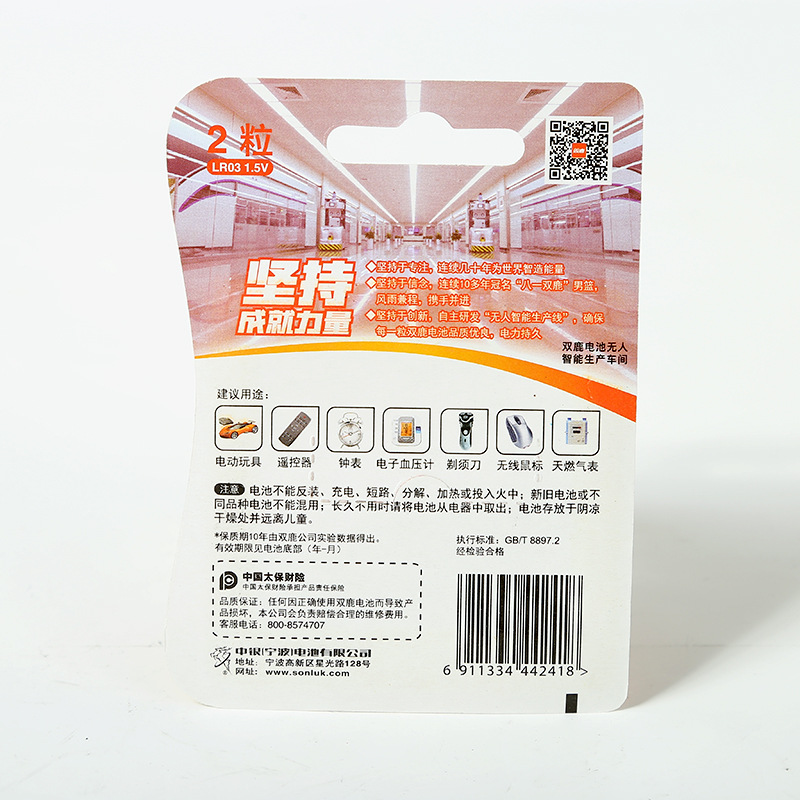 2粒
LR03 1.5V
双鹿
坚持
成就力量
坚持于专注，连续几十年为世界智造能量
坚持于信念，连续10多年冠名“八一双鹿”男篮，
风雨兼程，携手并进
坚持于创新，自主研发“无人智能生产线”，确保
每一粒双鹿电池品质优良，电力持久
双鹿电池无人
智能生产车间
建议用途：
电动玩具 遥控器 钟表 电子血压计 剃须刀 无线鼠标 天燃气表
注意 电池不能反装、充电、短路、分解、加热或投入火中；新旧电池或不
同品种电池不能混用；长久不用时请将电池从电器中取出；电池存放于阴凉
干燥处并远离儿童。
*保质期10年由双鹿公司实验数据得出。
有效期限见电池底部（年-月）
执行标准：GB/T 8897.2
经检验合格
中国太保财险
中国太保财险承担产品责任保险
品质保证：任何因正确使用双鹿电池而导致产
品损坏，本公司会负责赔偿合理的维修费用。
客服电话：800-8574707
中银(宁波)电池有限公司
地址：宁波高新区星光路128号
网址：www.sonluk.com
6 911334 442418 >